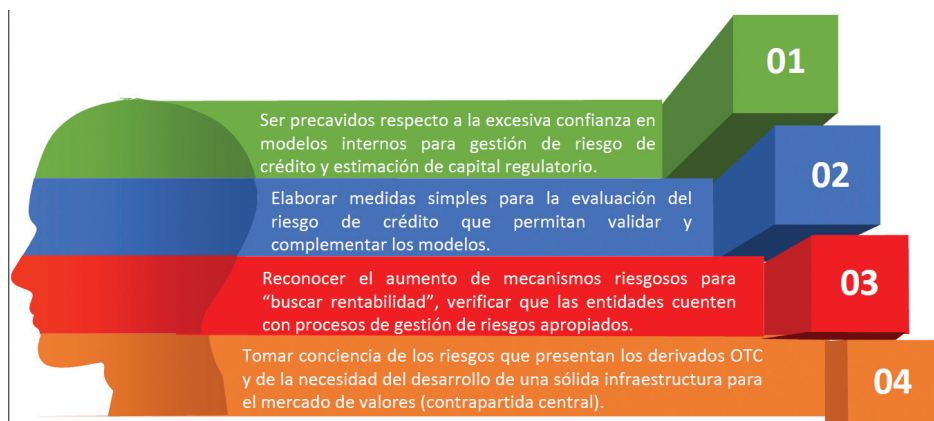 01
Ser precavidos respecto a la excesiva confianza en
modelos internos para gestión de riesgo de
crédito y estimación de capital regulatorio.
02
Elaborar medidas simples para la evaluación del
riesgo de crédito que permitan validar y
complementar los modelos.
03
Reconocer el aumento de mecanismos riesgosos para
“buscar rentabilidad”, verificar que las entidades cuenten
con procesos de gestión de riesgos apropiados.
04
Tomar conciencia de los riesgos que presentan los derivados OTC
y de la necesidad del desarrollo de una sólida infraestructura para
el mercado de valores (contrapartida central).